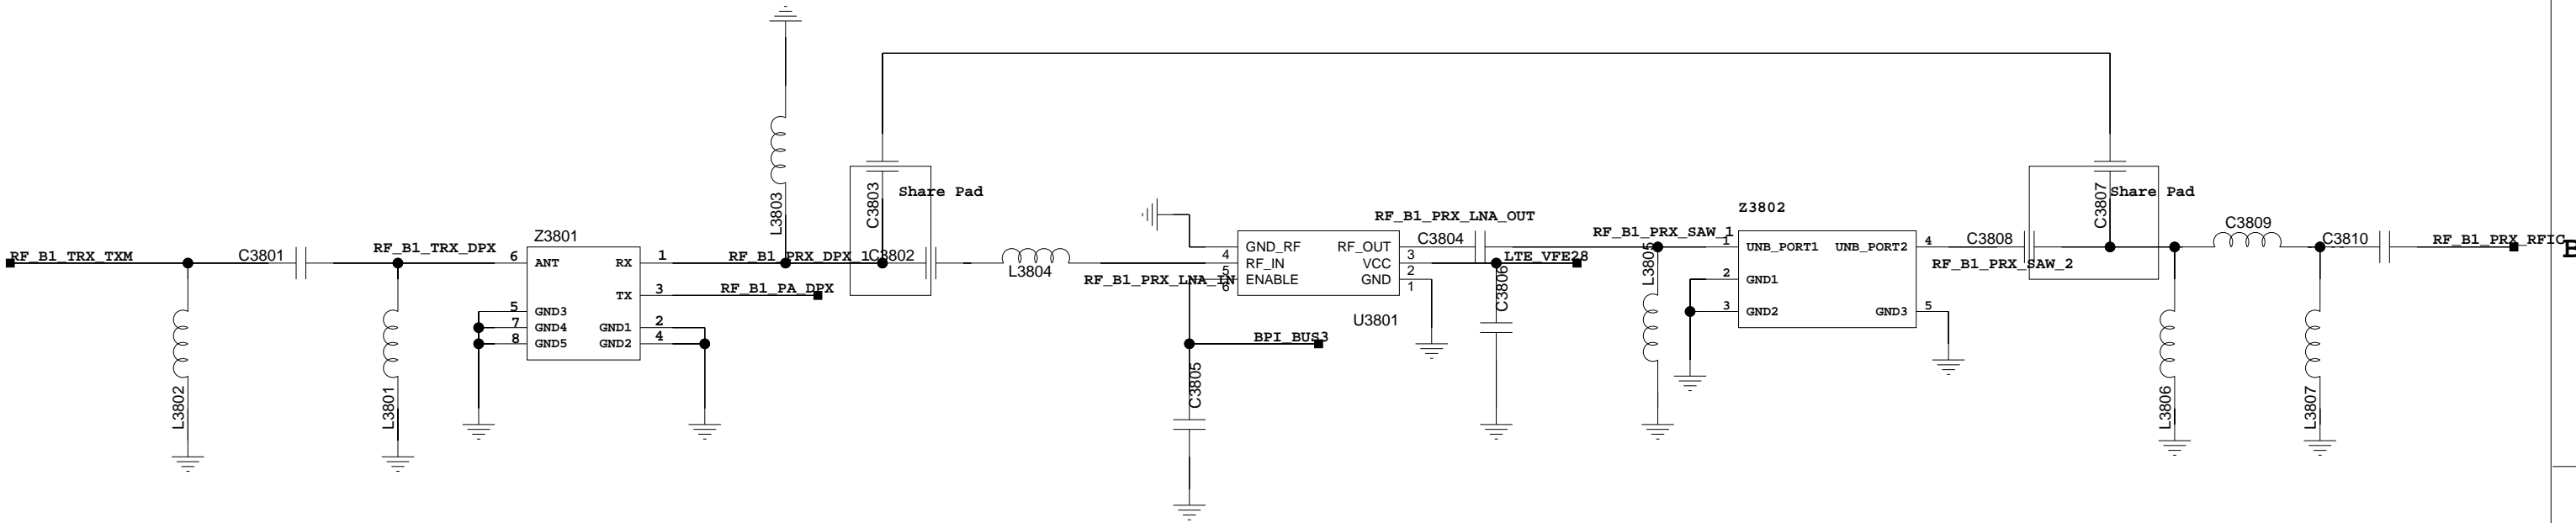 Share Pad
Share Pad
L3803
C3803
C3807
RF_B1_PRX_LNA_OUT
Z3802
C3809
RF_B1_TRX_TXM
C3801
RF_B1_TRX_DPX
Z3801
6 ANT RX 1
RF_B1_PRX_DPX_1
C3802
L3804
TX 3
RF_B1_PA_DPX
5 GND3
7 GND4 GND1 2
8 GND5 GND2 4
RF_B1_PRX_LNA_IN
GND_RF RF_OUT
4 RF_IN VCC 3
5 ENABLE GND 2
6 1
U3801
C3804
LTE_VFE28
C3806
RF_B1_PRX_SAW_1
L3805
1 UNB_PORT1 UNB_PORT2 4
2 GND1
3 GND2 GND3 5
C3808
RF_B1_PRX_SAW_2
C3810
RF_B1_PRX_RFIC
BPI_BUS3
C3805
L3802
L3801
L3806
L3807